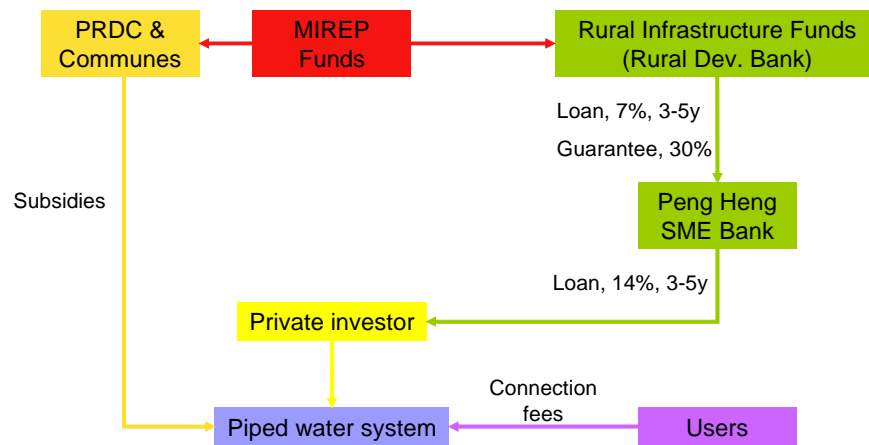 PRDC &
Communes
MIREP
Funds
Rural Infrastructure Funds
(Rural Dev. Bank)
Loan, 7%, 3-5y
Guarantee, 30%
Subsidies
Peng Heng
SME Bank
Loan, 14%, 3-5y
Private investor
Connection
fees
Piped water system
Users